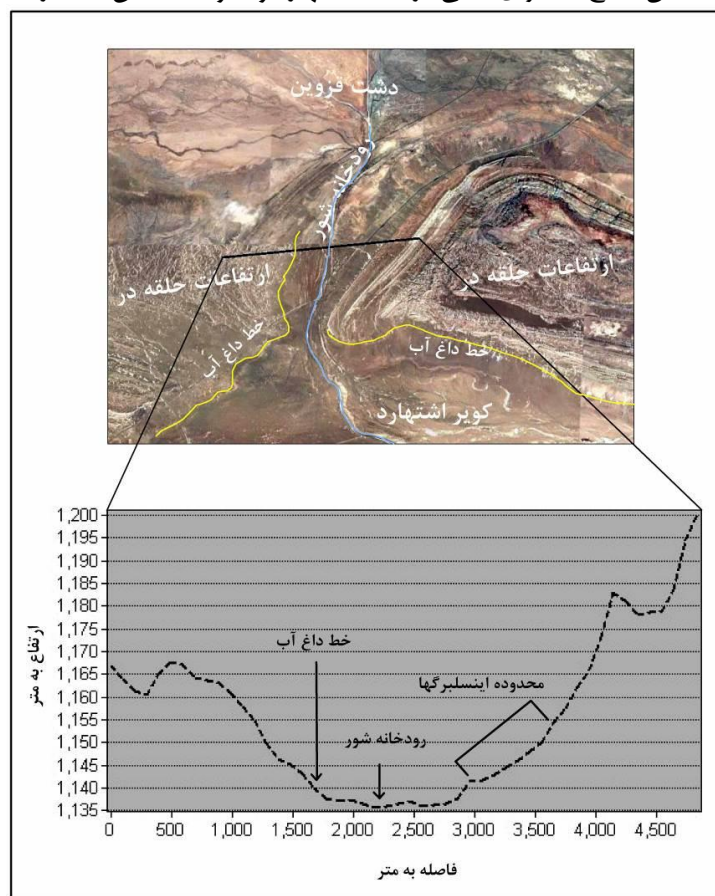 دشت قزوین
رودخانه شور
ارتفاعات حلقه در
ارتفاعات حلقه در
خط داغ آب
خط داغ آب
کویر اشتهارد
1,200
1,195
1,190
1,185
1,180
1,175
1,170
1,165
1,160
1,155
1,150
1,145
1,140
1,135
ارتفاع به متر
خط داغ آب
رودخانه شور
محدوده اینسلبرگها
0
500
1,000
1,500
2,000
2,500
3,000
3,500
4,000
4,500
فاصله به متر